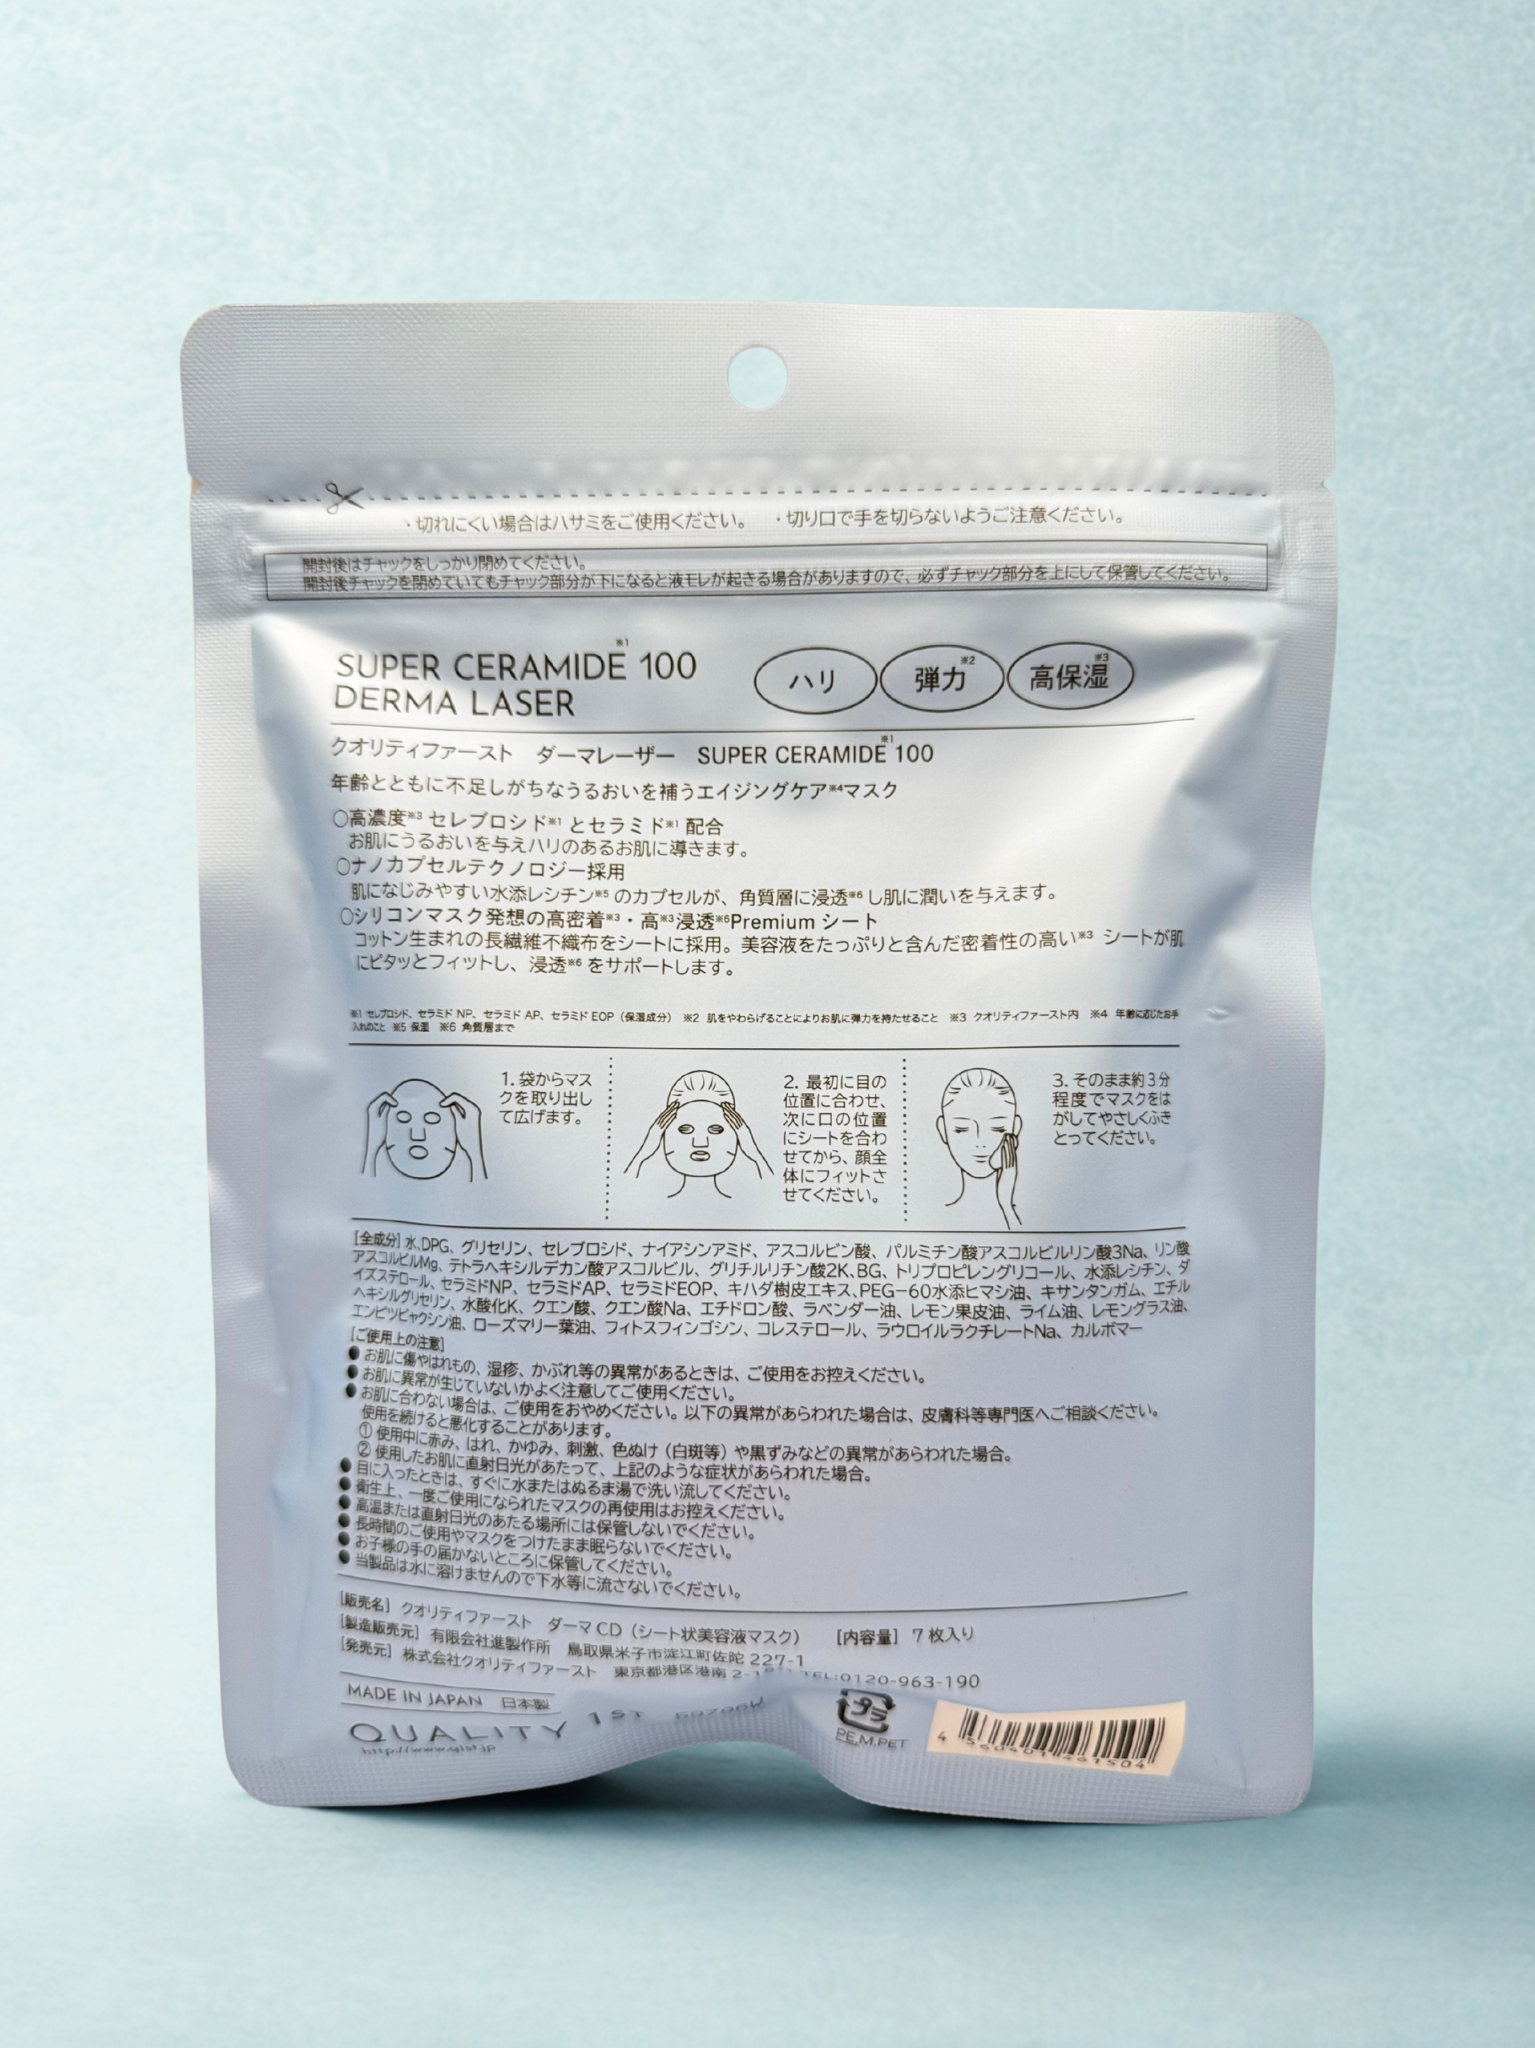 ・切れにくい場合はハサミをご使用ください。 ・切り口で手を切らないようご注意ください。
開封後はチャックをしっかり閉めてください。
開封後チャックを閉めていてもチャック部分が下になると液モレが起きる場合がありますので、必ずチャック部分を上にして保管してください。
SUPER CERAMIDE※1 100
DERMA LASER
ハリ 弾力※2 高保湿※3
クオリティファースト ダーマレーザー SUPER CERAMIDE※1 100
年齢とともに不足しがちなうるおいを補うエイジングケア※4マスク
○高濃度※3 セレブロシド※1 とセラミド※1 配合
お肌にうるおいを与えハリのあるお肌に導きます。
○ナノカプセルテクノロジー採用
肌になじみやすい水添レシチン※5 のカプセルが、角質層に浸透※6 し肌に潤いを与えます。
○シリコンマスク発想の高密着※3・高※3浸透※6Premium シート
コットン生まれの長繊維不織布をシートに採用。美容液をたっぷりと含んだ密着性の高い※3 シートが肌
にピタッとフィットし、浸透※6 をサポートします。
※1 セレブロシド、セラミド NP、セラミド AP、セラミド EOP（保湿成分） ※2 肌をやわらげることによりお肌に弾力を持たせること ※3 クオリティファースト内 ※4 年齢に応じたお手
入れのこと ※5 保湿 ※6 角質層まで
1. 袋からマス
クを取り出し
て広げます。
2. 最初に目の
位置に合わせ、
次に口の位置
にシートを合わ
せてから、顔全
体にフィットさ
せてください。
3. そのまま約3分
程度でマスクをは
がしてやさしくふき
とってください。
[全成分] 水、DPG、グリセリン、セレブロシド、ナイアシンアミド、アスコルビン酸、パルミチン酸アスコルビルリン酸3Na、リン酸
アスコルビルMg、テトラヘキシルデカン酸アスコルビル、グリチルリチン酸2K、BG、トリプロピレングリコール、水添レシチン、ダ
イズステロール、セラミドNP、セラミドAP、セラミドEOP、キハダ樹皮エキス、PEG－60水添ヒマシ油、キサンタンガム、エチル
ヘキシルグリセリン、水酸化K、クエン酸、クエン酸Na、エチドロン酸、ラベンダー油、レモン果皮油、ライム油、レモングラス油、
エンピツビャクシン油、ローズマリー葉油、フィトスフィンゴシン、コレステロール、ラウロイルラクチレートNa、カルボマー
[ご使用上の注意]
● お肌に傷やはれもの、湿疹、かぶれ等の異常があるときは、ご使用をお控えください。
● お肌に異常が生じていないかよく注意してご使用ください。
● お肌に合わない場合は、ご使用をおやめください。以下の異常があらわれた場合は、皮膚科等専門医へご相談ください。
使用を続けると悪化することがあります。
① 使用中に赤み、はれ、かゆみ、刺激、色ぬけ（白斑等）や黒ずみなどの異常があらわれた場合。
② 使用したお肌に直射日光があたって、上記のような症状があらわれた場合。
● 目に入ったときは、すぐに水またはぬるま湯で洗い流してください。
● 衛生上、一度ご使用になられたマスクの再使用はお控えください。
● 高温または直射日光のあたる場所には保管しないでください。
● 長時間のご使用やマスクをつけたまま眠らないでください。
● お子様の手の届かないところに保管してください。
● 当製品は水に溶けませんので下水等に流さないでください。
[販売名] クオリティファースト ダーマ CD（シート状美容液マスク） [内容量] 7 枚入り
[製造販売元] 有限会社進製作所 鳥取県米子市淀江町佐陀 227-1
[発売元] 株式会社クオリティファースト 東京都港区港南 2- TEL:0120-963-190
MADE IN JAPAN 日本製
QUALITY 1ST
http://www.q1st.jp
プラ
PE,M,PET